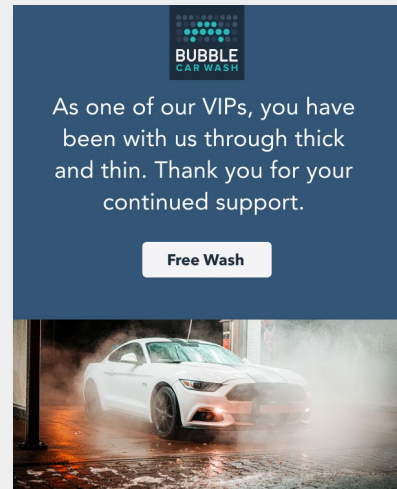 BUBBLE
CAR WASH
As one of our VIPs, you have
been with us through thick
and thin. Thank you for your
continued support.
Free Wash